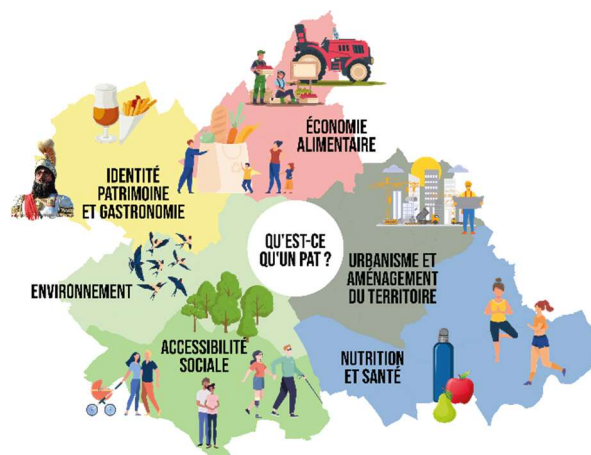 ÉCONOMIE
ALIMENTAIRE
IDENTITÉ
PATRIMOINE
ET GASTRONOMIE
QU'EST-CE
QU'UN PAT ?
URBANISME ET
AMÉNAGEMENT
DU TERRITOIRE
ENVIRONNEMENT
ACCESSIBILITÉ
SOCIALE
NUTRITION
ET SANTÉ